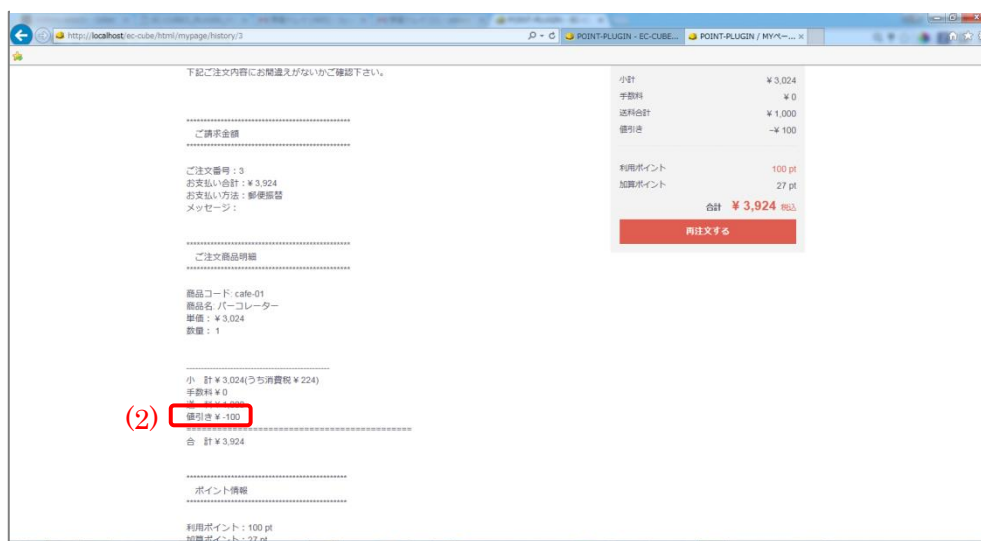 http://localhost/ec-cube/html/mypage/history/3
POINT-PLUGIN - EC-CUBE...
POINT-PLUGIN / MYペー...
下記ご注文内容にお間違えがないかご確認下さい。
************************************************
ご請求金額
************************************************
ご注文番号：3
お支払い合計：¥ 3,924
お支払い方法：郵便振替
メッセージ：
************************************************
ご注文商品明細
************************************************
商品コード: cafe-01
商品名: パーコレーター
単価：¥ 3,024
数量：1
-------------------------------------------------
小　計 ¥ 3,024(うち消費税 ¥ 224)
手数料 ¥ 0
(2)
値引き ¥ -100
============================================
合　計 ¥ 3,924
************************************************
ポイント情報
************************************************
利用ポイント：100 pt
加算ポイント：27 pt
小計 ¥ 3,024
手数料 ¥ 0
送料合計 ¥ 1,000
値引き -¥ 100
利用ポイント 100 pt
加算ポイント 27 pt
合計 ¥ 3,924 税込
再注文する